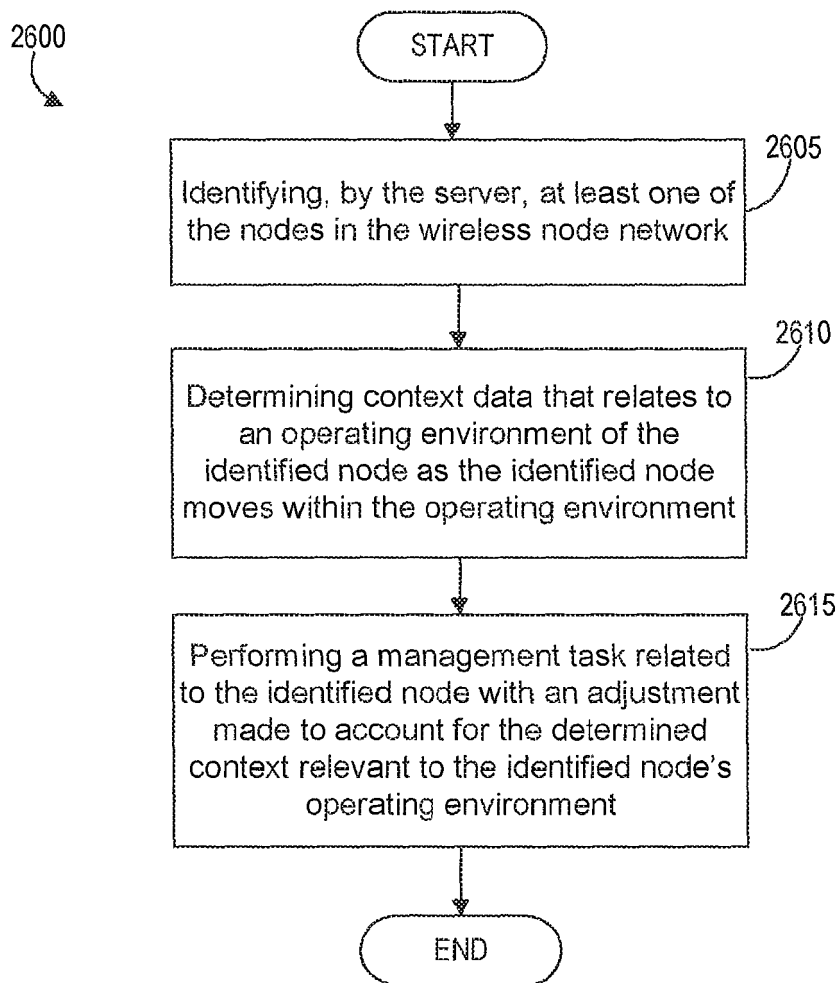 2600
START
2605
Identifying, by the server, at least one of
the nodes in the wireless node network
2610
Determining context data that relates to
an operating environment of the
identified node as the identified node
moves within the operating environment
2615
Performing a management task related
to the identified node with an adjustment
made to account for the determined
context relevant to the identified node's
operating environment
END